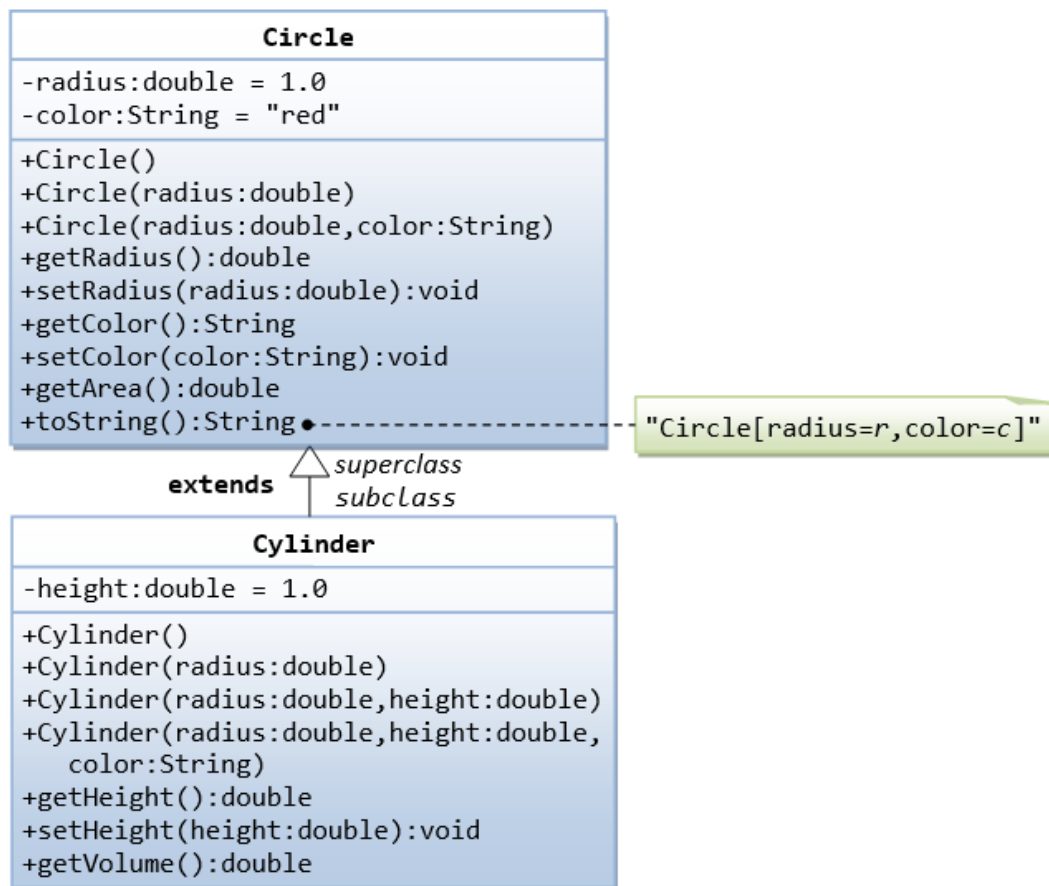 Circle
-radius:double = 1.0
-color:String = "red"
+Circle()
+Circle(radius:double)
+Circle(radius:double,color:String)
+getRadius():double
+setRadius(radius:double):void
+getColor():String
+setColor(color:String):void
+getArea():double
+toString():String
"Circle[radius=r,color=c]"
superclass
extends
subclass
Cylinder
-height:double = 1.0
+Cylinder()
+Cylinder(radius:double)
+Cylinder(radius:double,height:double)
+Cylinder(radius:double,height:double,
color:String)
+getHeight():double
+setHeight(height:double):void
+getVolume():double